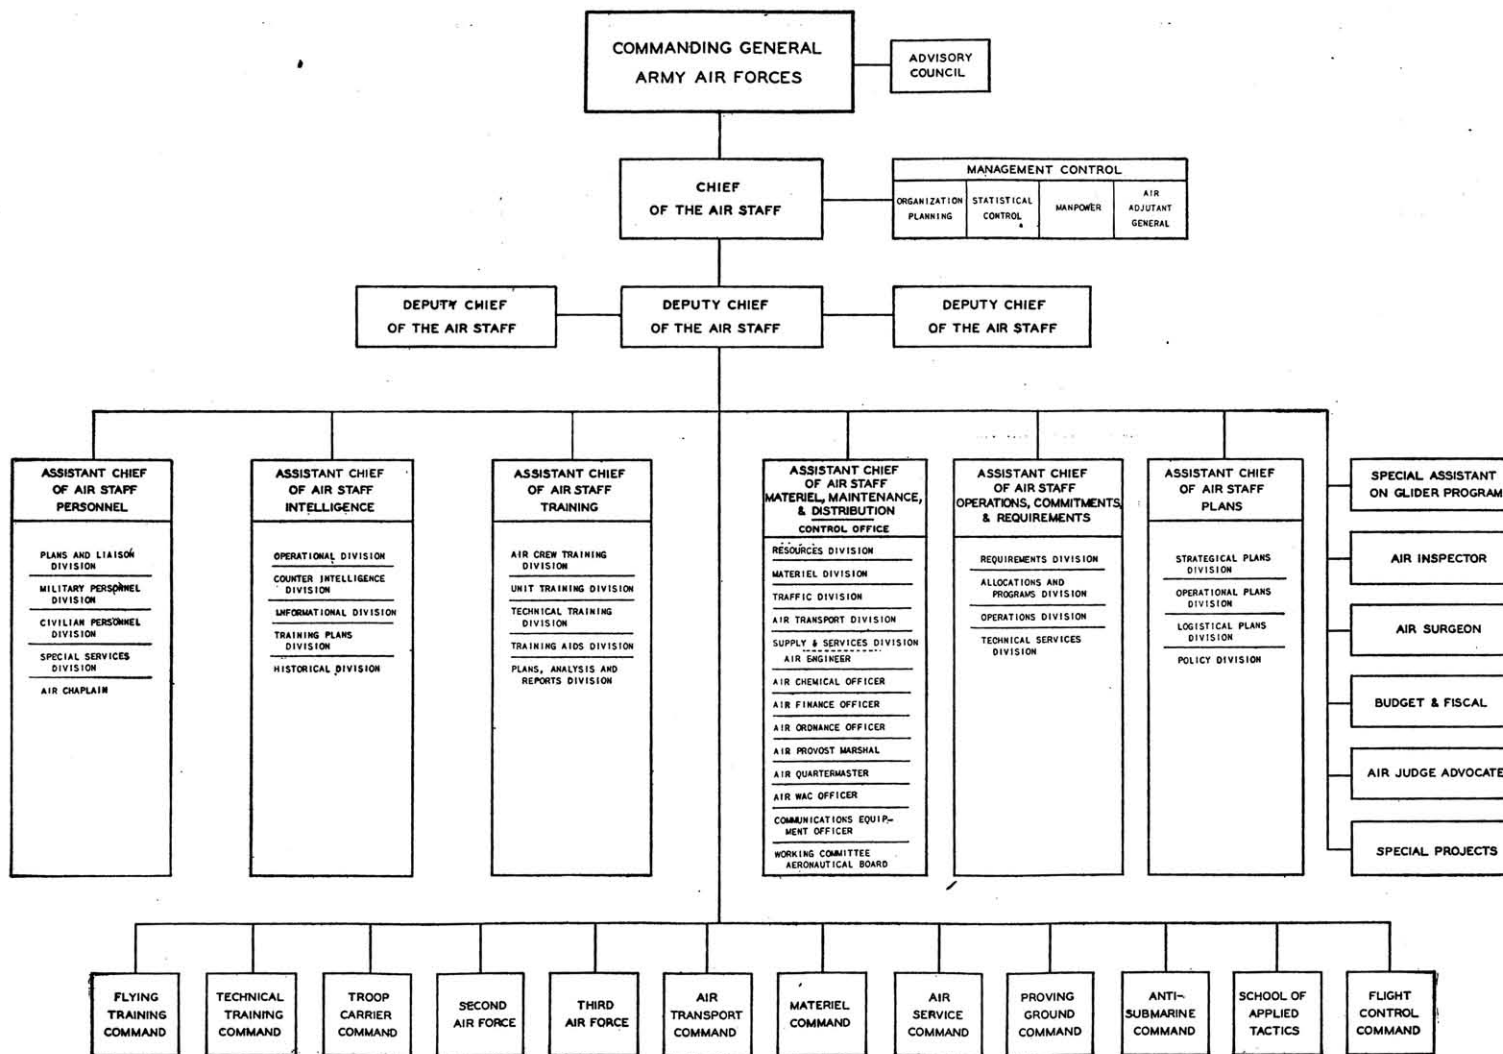 COMMANDING GENERAL
ARMY AIR FORCES
ADVISORY
COUNCIL
CHIEF
OF THE AIR STAFF
MANAGEMENT CONTROL
ORGANIZATION
PLANNING
STATISTICAL
CONTROL
MANPOWER
AIR
ADJUTANT
GENERAL
DEPUTY CHIEF
OF THE AIR STAFF
DEPUTY CHIEF
OF THE AIR STAFF
DEPUTY CHIEF
OF THE AIR STAFF
ASSISTANT CHIEF
OF AIR STAFF
PERSONNEL
PLANS AND LIAISON
DIVISION
MILITARY PERSONNEL
DIVISION
CIVILIAN PERSONNEL
DIVISION
SPECIAL SERVICES
DIVISION
AIR CHAPLAIN
ASSISTANT CHIEF
OF AIR STAFF
INTELLIGENCE
OPERATIONAL DIVISION
COUNTER INTELLIGENCE
DIVISION
INFORMATIONAL DIVISION
TRAINING PLANS
DIVISION
HISTORICAL DIVISION
ASSISTANT CHIEF
OF AIR STAFF
TRAINING
AIR CREW TRAINING
DIVISION
UNIT TRAINING DIVISION
TECHNICAL TRAINING
DIVISION
TRAINING AIDS DIVISION
PLANS, ANALYSIS AND
REPORTS DIVISION
ASSISTANT CHIEF
OF AIR STAFF
MATERIEL, MAINTENANCE,
& DISTRIBUTION
CONTROL OFFICE
RESOURCES DIVISION
MATERIEL DIVISION
TRAFFIC DIVISION
AIR TRANSPORT DIVISION
SUPPLY & SERVICES DIVISION
AIR ENGINEER
AIR CHEMICAL OFFICER
AIR FINANCE OFFICER
AIR ORDNANCE OFFICER
AIR PROVOST MARSHAL
AIR QUARTERMASTER
AIR WAC OFFICER
COMMUNICATIONS EQUIP-
MENT OFFICER
WORKING COMMITTEE
AERONAUTICAL BOARD
ASSISTANT CHIEF
OF AIR STAFF
OPERATIONS, COMMITMENTS,
& REQUIREMENTS
REQUIREMENTS DIVISION
ALLOCATIONS AND
PROGRAMS DIVISION
OPERATIONS DIVISION
TECHNICAL SERVICES
DIVISION
ASSISTANT CHIEF
OF AIR STAFF
PLANS
STRATEGICAL PLANS
DIVISION
OPERATIONAL PLANS
DIVISION
LOGISTICAL PLANS
DIVISION
POLICY DIVISION
SPECIAL ASSISTANT
ON GLIDER PROGRAM
AIR INSPECTOR
AIR SURGEON
BUDGET & FISCAL
AIR JUDGE ADVOCATE
SPECIAL PROJECTS
FLYING
TRAINING
COMMAND
TECHNICAL
TRAINING
COMMAND
TROOP
CARRIER
COMMAND
SECOND
AIR FORCE
THIRD
AIR FORCE
AIR
TRANSPORT
COMMAND
MATERIEL
COMMAND
AIR
SERVICE
COMMAND
PROVING
GROUND
COMMAND
ANTI-
SUBMARINE
COMMAND
SCHOOL OF
APPLIED
TACTICS
FLIGHT
CONTROL
COMMAND